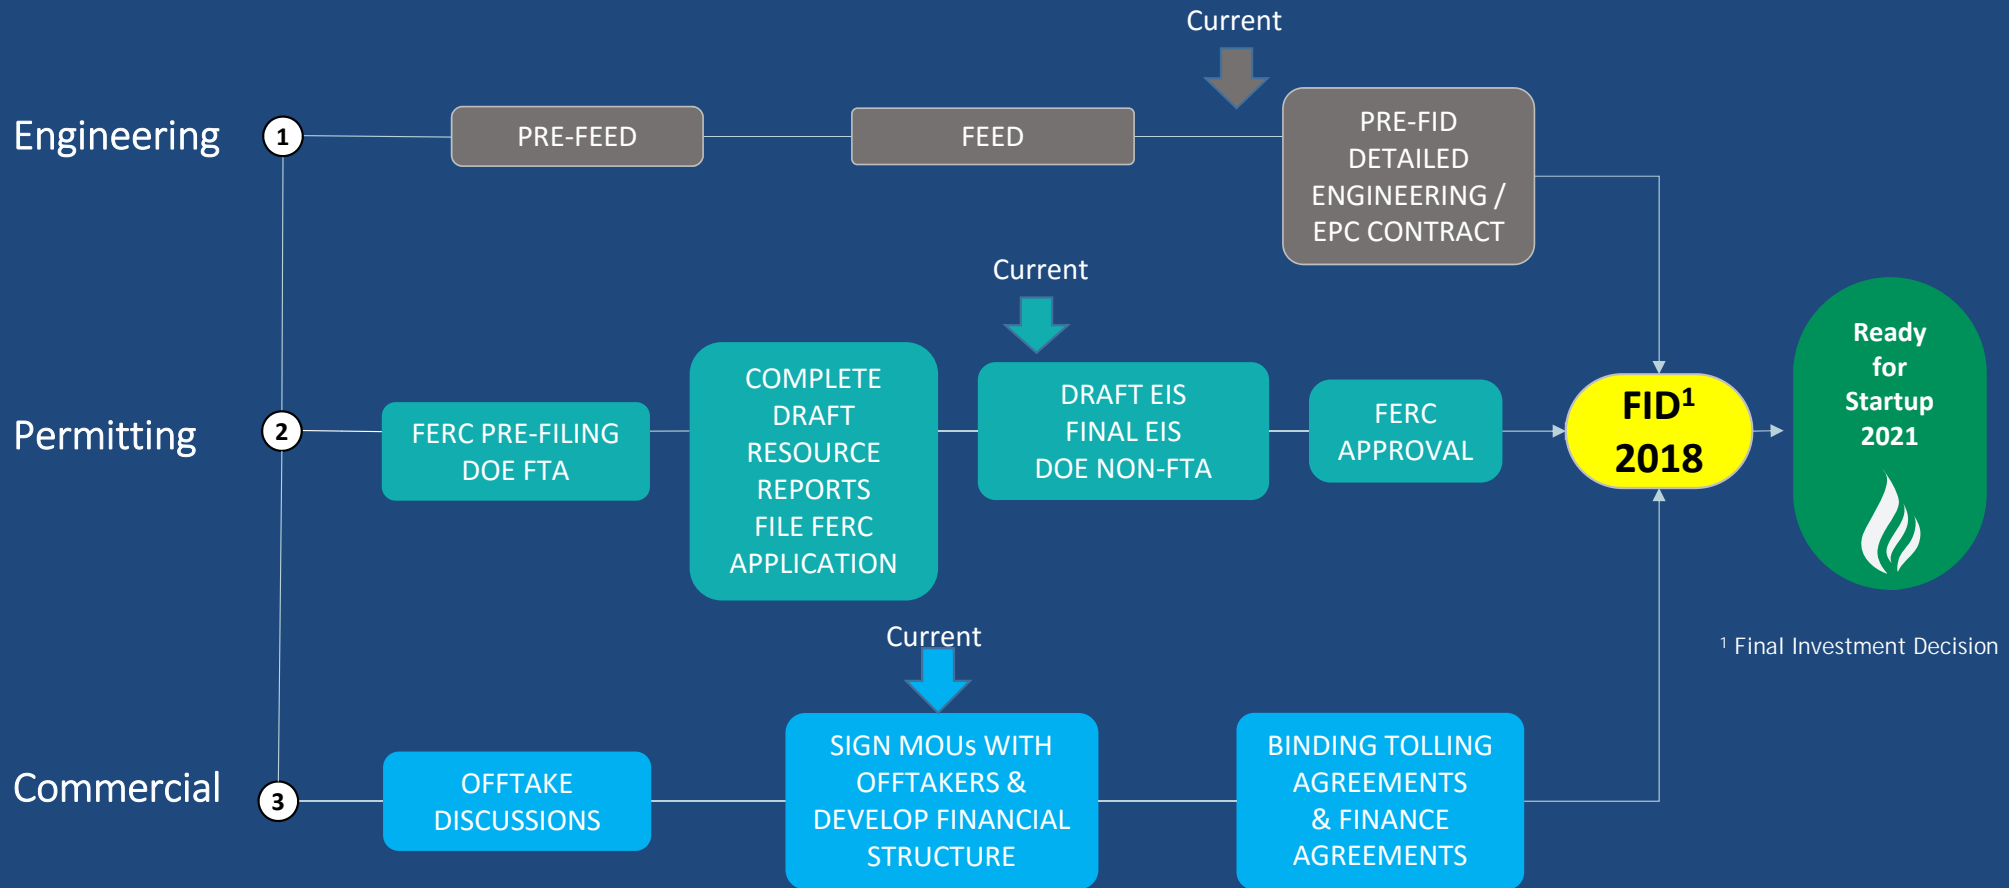 Current
Engineering
1
PRE-FEED
FEED
PRE-FID
DETAILED
ENGINEERING /
EPC CONTRACT
Current
Permitting
2
FERC PRE-FILING
DOE FTA
COMPLETE
DRAFT
RESOURCE
REPORTS
FILE FERC
APPLICATION
DRAFT EIS
FINAL EIS
DOE NON-FTA
FERC
APPROVAL
FID¹
2018
Ready
for
Startup
2021
¹ Final Investment Decision
Current
Commercial
3
OFFTAKE
DISCUSSIONS
SIGN MOUs WITH
OFFTAKERS &
DEVELOP FINANCIAL
STRUCTURE
BINDING TOLLING
AGREEMENTS
& FINANCE
AGREEMENTS